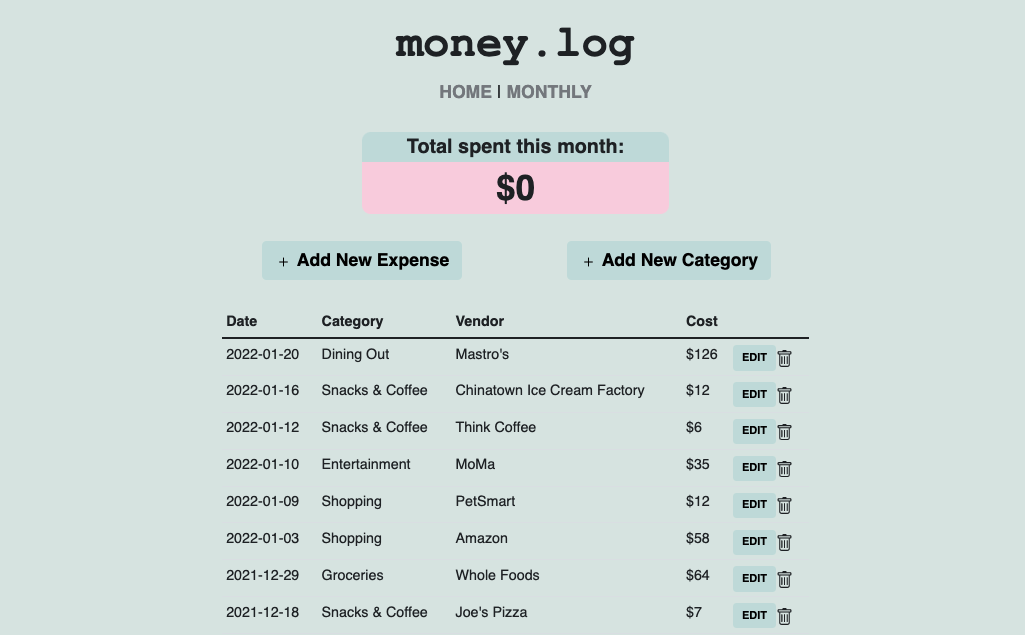 money.log
HOME | MONTHLY
Total spent this month:
$0
+ Add New Expense
+ Add New Category
Date Category Vendor Cost
2022-01-20 Dining Out Mastro's $126 EDIT
2022-01-16 Snacks & Coffee Chinatown Ice Cream Factory $12 EDIT
2022-01-12 Snacks & Coffee Think Coffee $6 EDIT
2022-01-10 Entertainment MoMa $35 EDIT
2022-01-09 Shopping PetSmart $12 EDIT
2022-01-03 Shopping Amazon $58 EDIT
2021-12-29 Groceries Whole Foods $64 EDIT
2021-12-18 Snacks & Coffee Joe's Pizza $7 EDIT